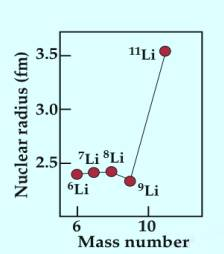 Nuclear radius (fm)
3.5
3.0
2.5
¹¹Li
⁷Li ⁸Li
⁶Li
⁹Li
6 10
Mass number